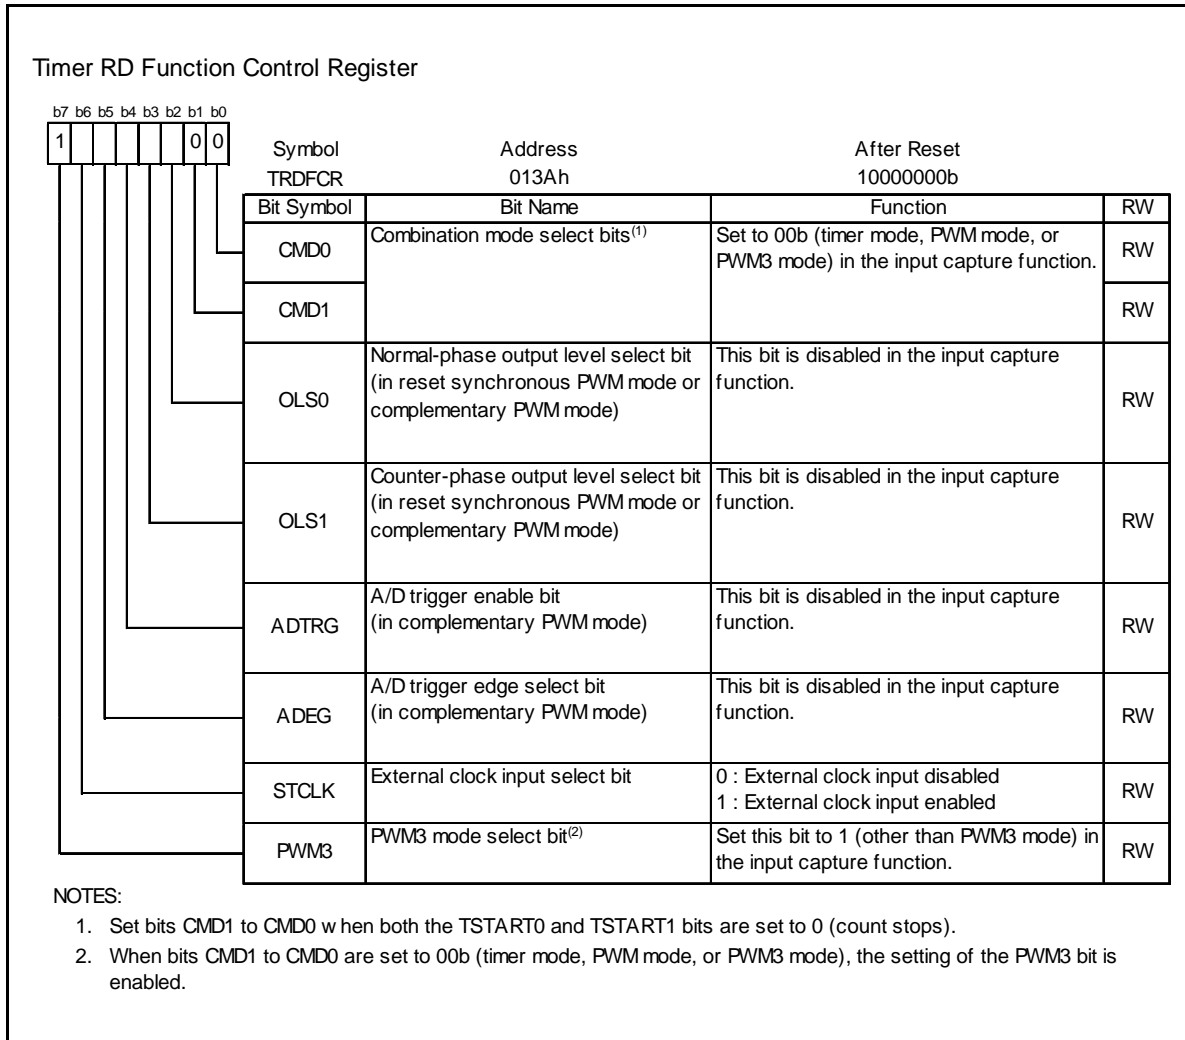 Timer RD Function Control Register
b7 b6 b5 b4 b3 b2 b1 b0
1 0 0
Symbol Address After Reset
TRDFCR 013Ah 10000000b
Bit Symbol Bit Name Function RW
CMD0 Combination mode select bits(1) Set to 00b (timer mode, PWM mode, or
PWM3 mode) in the input capture function. RW
CMD1 RW
OLS0 Normal-phase output level select bit
(in reset synchronous PWM mode or
complementary PWM mode) This bit is disabled in the input capture
function. RW
OLS1 Counter-phase output level select bit
(in reset synchronous PWM mode or
complementary PWM mode) This bit is disabled in the input capture
function. RW
ADTRG A/D trigger enable bit
(in complementary PWM mode) This bit is disabled in the input capture
function. RW
ADEG A/D trigger edge select bit
(in complementary PWM mode) This bit is disabled in the input capture
function. RW
STCLK External clock input select bit 0 : External clock input disabled
1 : External clock input enabled RW
PWM3 PWM3 mode select bit(2) Set this bit to 1 (other than PWM3 mode) in
the input capture function. RW
NOTES:
1. Set bits CMD1 to CMD0 w hen both the TSTART0 and TSTART1 bits are set to 0 (count stops).
2. When bits CMD1 to CMD0 are set to 00b (timer mode, PWM mode, or PWM3 mode), the setting of the PWM3 bit is
enabled.